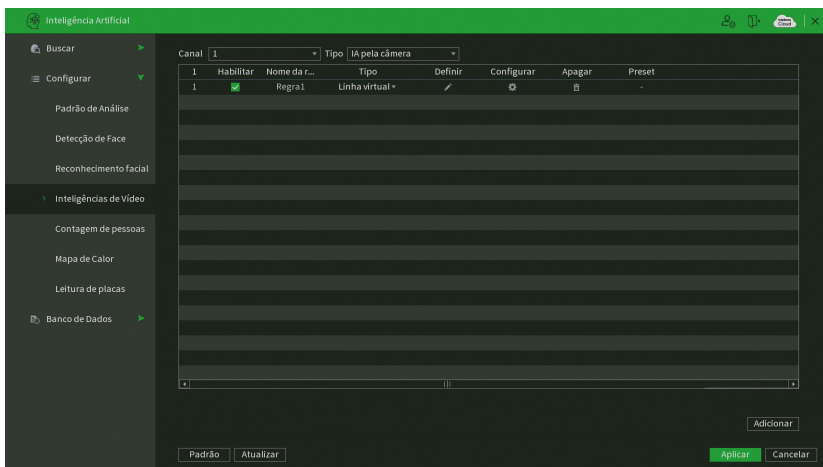 Inteligência Artificial
intelbras
Cloud
Buscar
Configurar
Padrão de Análise
Detecção de Face
Reconhecimento facial
Inteligências de Vídeo
Contagem de pessoas
Mapa de Calor
Leitura de placas
Banco de Dados
Canal 1 Tipo IA pela câmera
1 Habilitar Nome da r... Tipo Definir Configurar Apagar Preset
1 Regra1 Linha virtual -
Adicionar
Padrão Atualizar Aplicar Cancelar